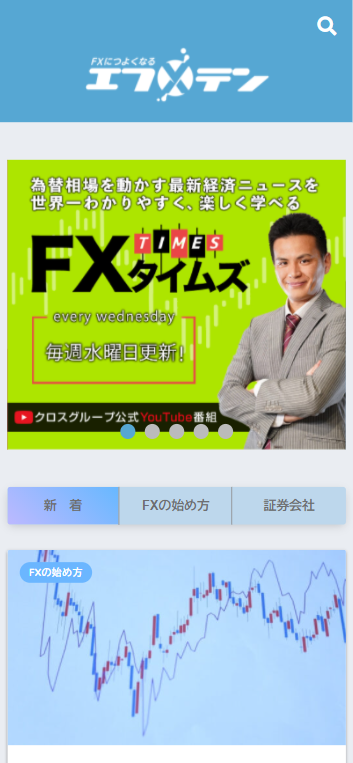 FXにつよくなる
エフXテン
為替相場を動かす最新経済ニュースを
世界一わかりやすく、楽しく学べる
TIMES
FXタイムズ
every wednesday
毎週水曜日更新!
クロスグループ公式YouTube番組
新 着
FXの始め方
証券会社
FXの始め方